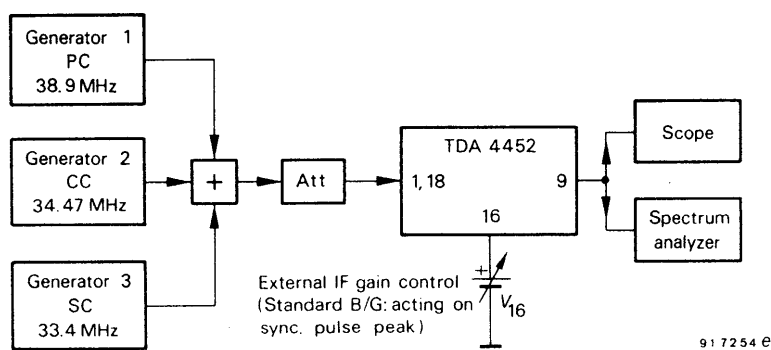 Generator 1
PC
38.9 MHz
Generator 2
CC
34.47 MHz
Generator 3
SC
33.4 MHz
+
Att
TDA 4452
1,18
9
16
Scope
Spectrum
analyzer
External IF gain control
(Standard B/G: acting on
sync. pulse peak)
+
V16
917254 e